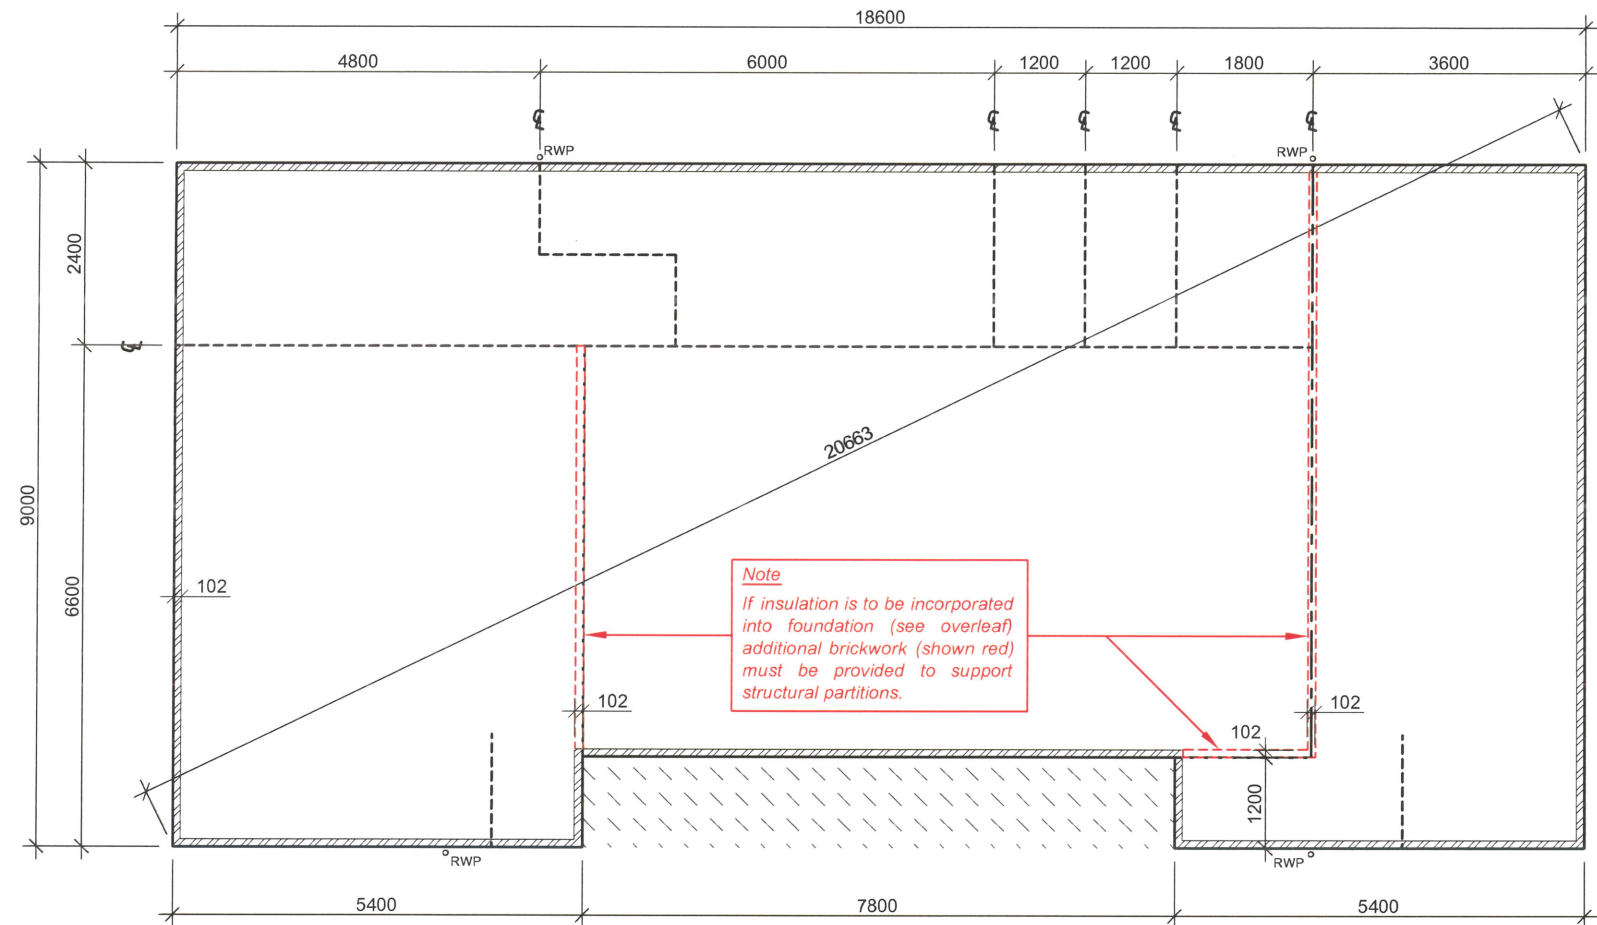 18600
4800
6000
1200
1200
1800
3600
RWP
RWP
2400
9000
6600
20663
102
Note
If insulation is to be incorporated
into foundation (see overleaf)
additional brickwork (shown red)
must be provided to support
structural partitions.
102
102
102
1200
RWP
RWP
5400
7800
5400